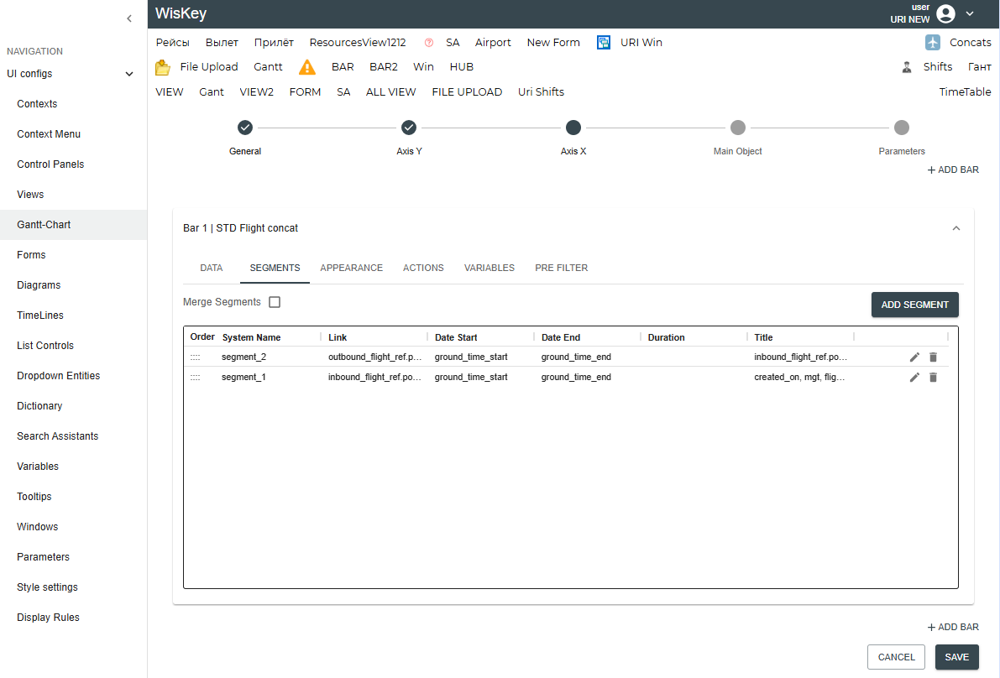 WisKey
user
URI NEW
NAVIGATION
UI configs
Contexts
Context Menu
Control Panels
Views
Gantt-Chart
Forms
Diagrams
TimeLines
List Controls
Dropdown Entities
Dictionary
Search Assistants
Variables
Tooltips
Windows
Parameters
Style settings
Display Rules
Рейсы Вылет Прилёт ResourcesView1212 SA Airport New Form URI Win Concats
File Upload Gantt BAR BAR2 Win HUB Shifts Гант
VIEW Gant VIEW2 FORM SA ALL VIEW FILE UPLOAD Uri Shifts TimeTable
General Axis Y Axis X Main Object Parameters
+ ADD BAR
Bar 1 | STD Flight concat
DATA SEGMENTS APPEARANCE ACTIONS VARIABLES PRE FILTER
Merge Segments ADD SEGMENT
Order System Name Link Date Start Date End Duration Title
segment_2 outbound_flight_ref.po... ground_time_start ground_time_end inbound_flight_ref.po...
segment_1 inbound_flight_ref.po... ground_time_start ground_time_end created_on, mgt, flig...
+ ADD BAR
CANCEL SAVE